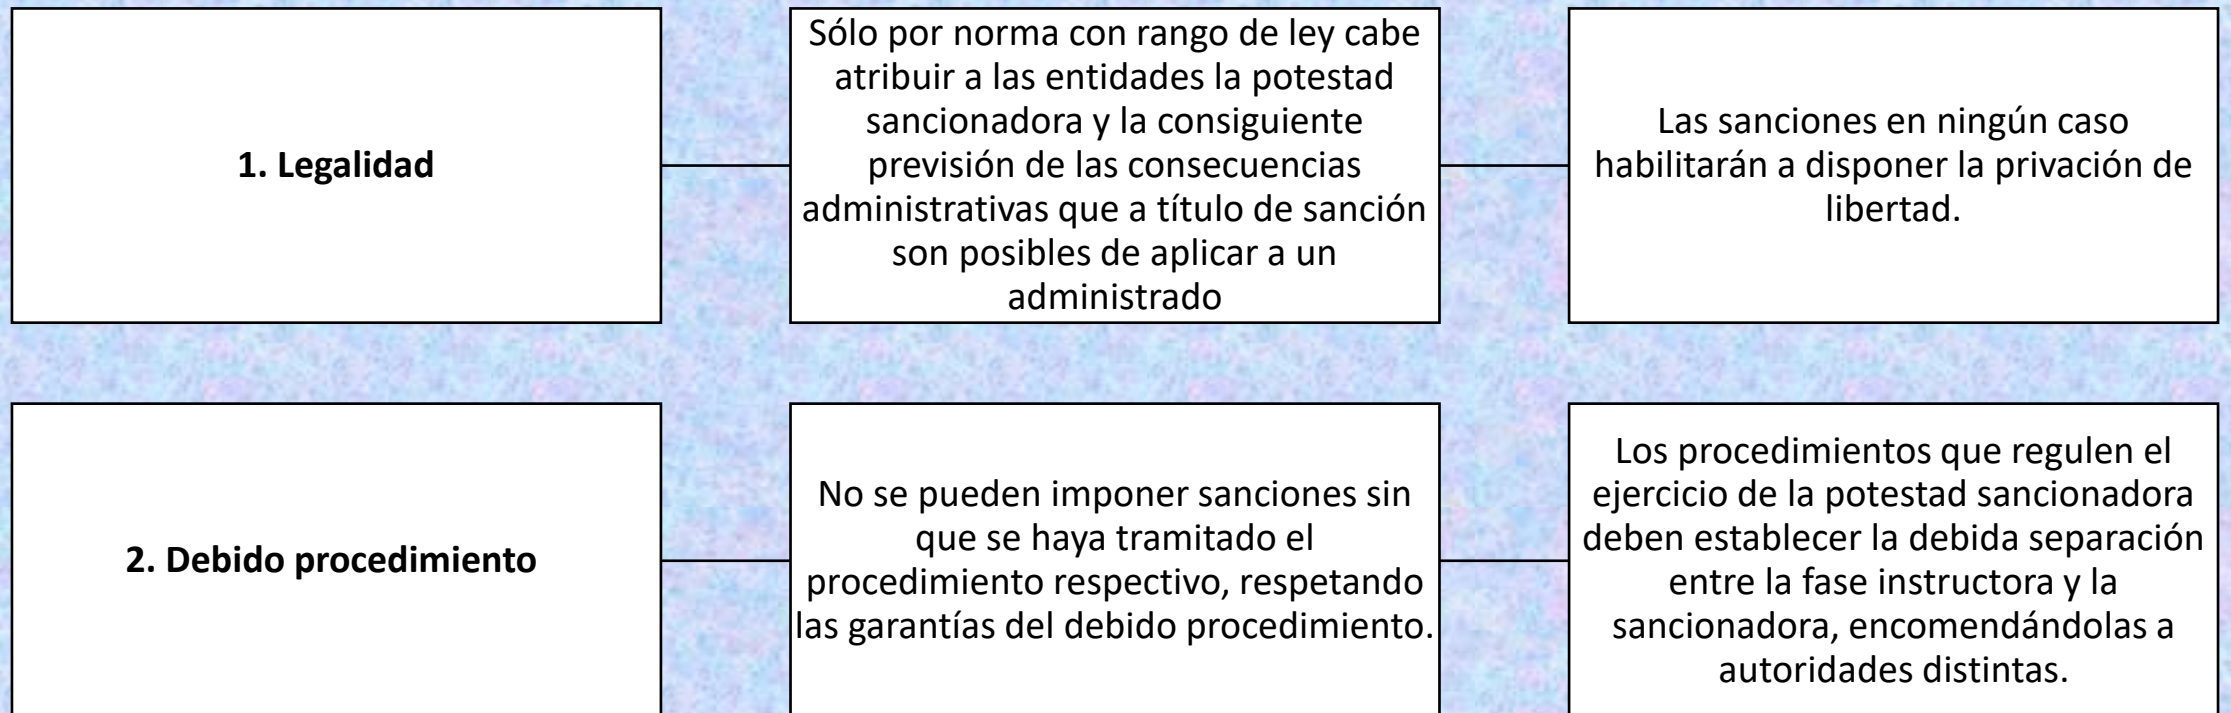 1. Legalidad
Sólo por norma con rango de ley cabe
atribuir a las entidades la potestad
sancionadora y la consiguiente
previsión de las consecuencias
administrativas que a título de sanción
son posibles de aplicar a un
administrado
Las sanciones en ningún caso
habilitarán a disponer la privación de
libertad.
2. Debido procedimiento
No se pueden imponer sanciones sin
que se haya tramitado el
procedimiento respectivo, respetando
las garantías del debido procedimiento.
Los procedimientos que regulen el
ejercicio de la potestad sancionadora
deben establecer la debida separación
entre la fase instructora y la
sancionadora, encomendándolas a
autoridades distintas.